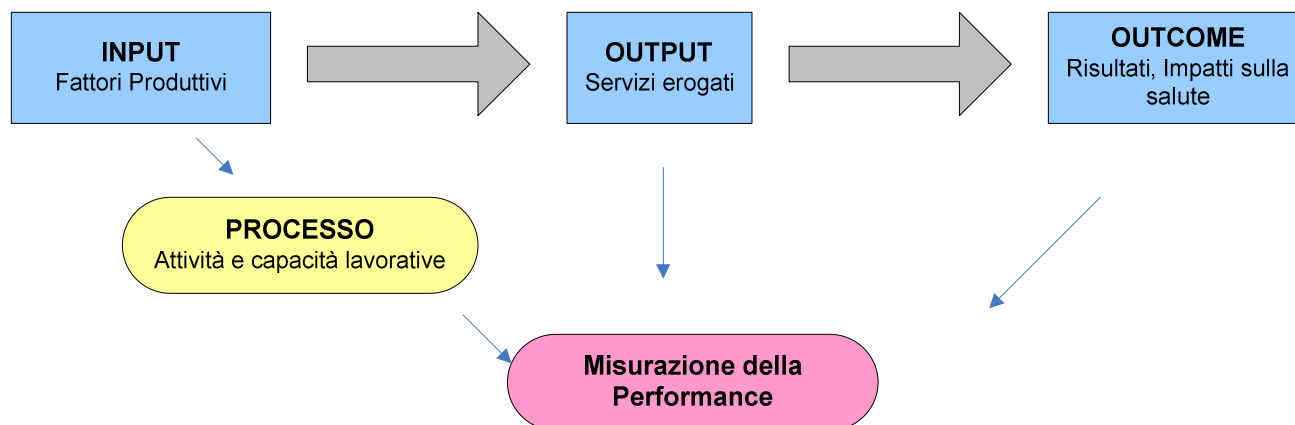 INPUT
Fattori Produttivi
OUTPUT
Servizi erogati
OUTCOME
Risultati, Impatti sulla
salute
PROCESSO
Attività e capacità lavorative
Misurazione della
Performance